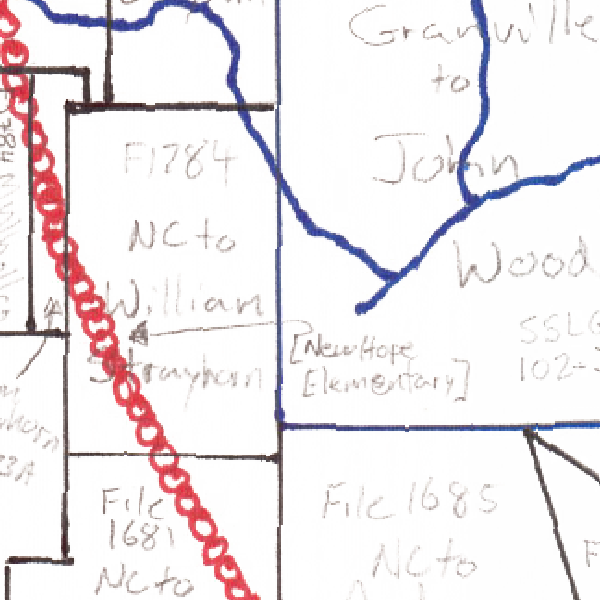 Granville
to
John
Wood
SSLG
102-3
F1784
NC to
William
Strayhorn
[New Hope
Elementary]
File
1681
NC to
File 1685
NC to
F